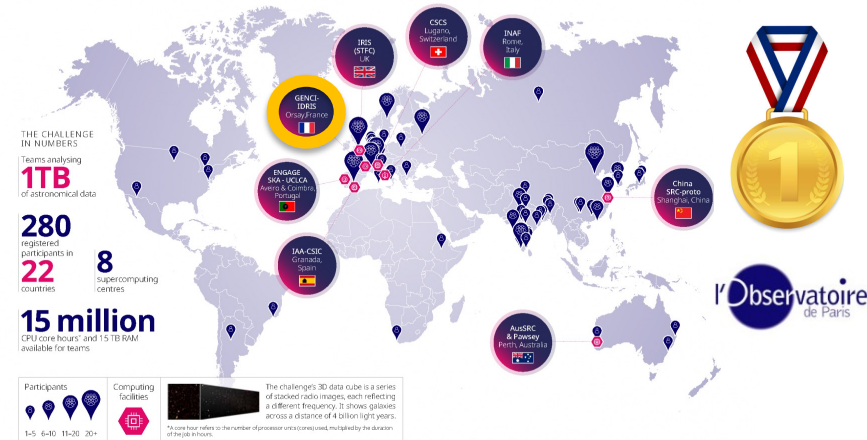 THE CHALLENGE
IN NUMBERS
Teams analysing
1TB
of astronomical data
280
registered
participants in
22
countries
8
supercomputing
centres
15 million
CPU core hours* and 15 TB RAM
available for teams
GENCI-
IDRIS
Orsay,France
IRIS
(STFC)
UK
CSCS
Lugano,
Switzerland
INAF
Rome,
Italy
ENGAGE
SKA - UCLCA
Aveiro & Coimbra,
Portugal
IAA-CSIC
Granada,
Spain
China
SRC-proto
Shanghai, China
AusSRC
& Pawsey
Perth, Australia
1
l'Observatoire
de Paris
Participants
1–5 6–10 11–20 20+
Computing
facilities
The challenge's 3D data cube is a series
of stacked radio images, each reflecting
a different frequency. It shows galaxies
across a distance of 4 billion light years.
*A core hour refers to the number of processor units (cores) used, multiplied by the duration
of the job in hours.